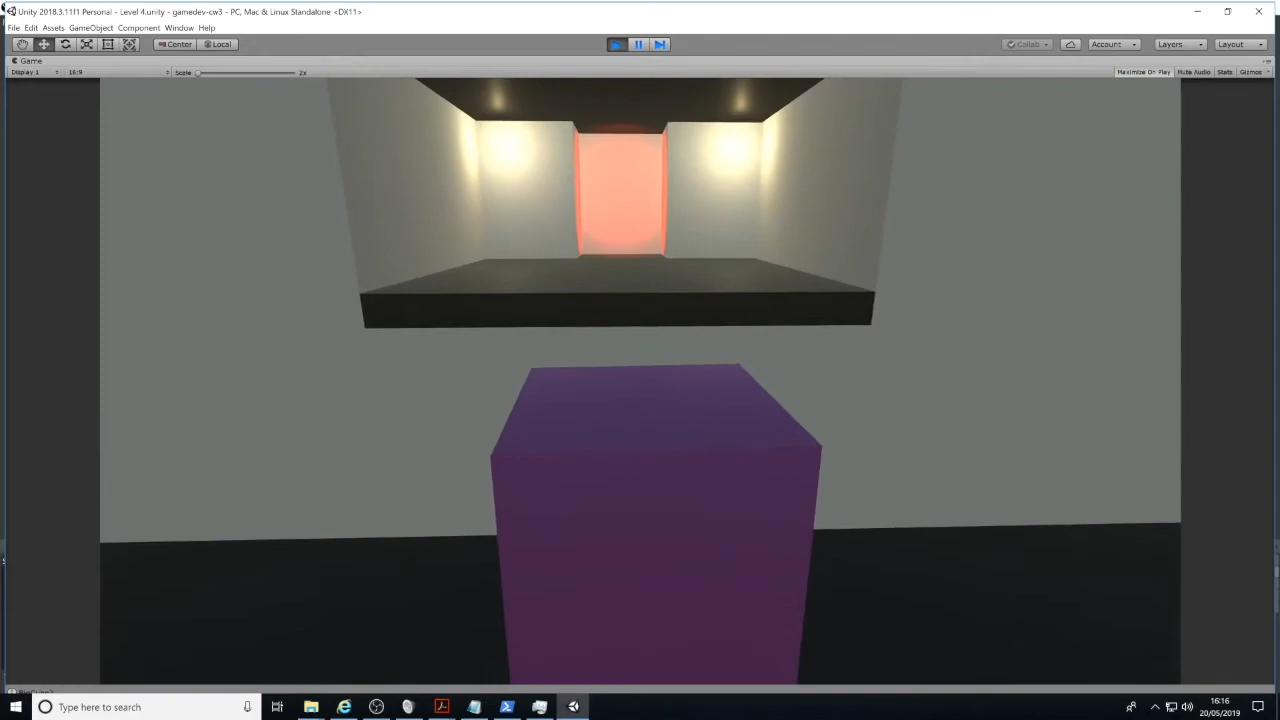 Unity 2018.3.11f1 Personal - Level 4.unity - gamedev-cw3 - PC, Mac & Linux Standalone <DX11>
File Edit Assets GameObject Component Window Help
Center Local Collab Account Layers Layout
Game
Display 1 16:9 Scale 2x Maximize On Play Mute Audio Stats Gizmos
Type here to search
16:16
20/05/2019